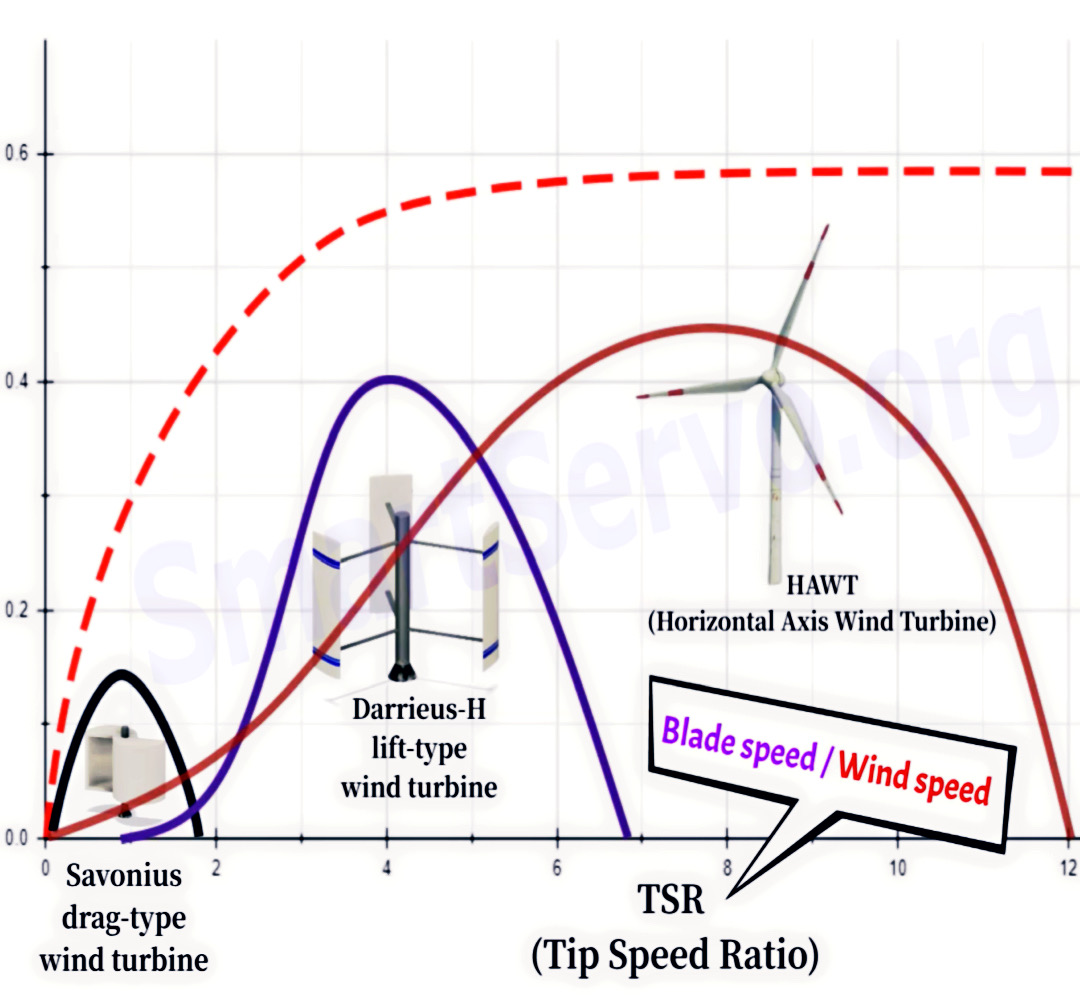 0.6
0.4
0.2
0.0
0
2
4
6
8
10
12
SmartServo.org
HAWT
(Horizontal Axis Wind Turbine)
Darrieus-H
lift-type
wind turbine
Blade speed / Wind speed
Savonius
drag-type
wind turbine
TSR
(Tip Speed Ratio)